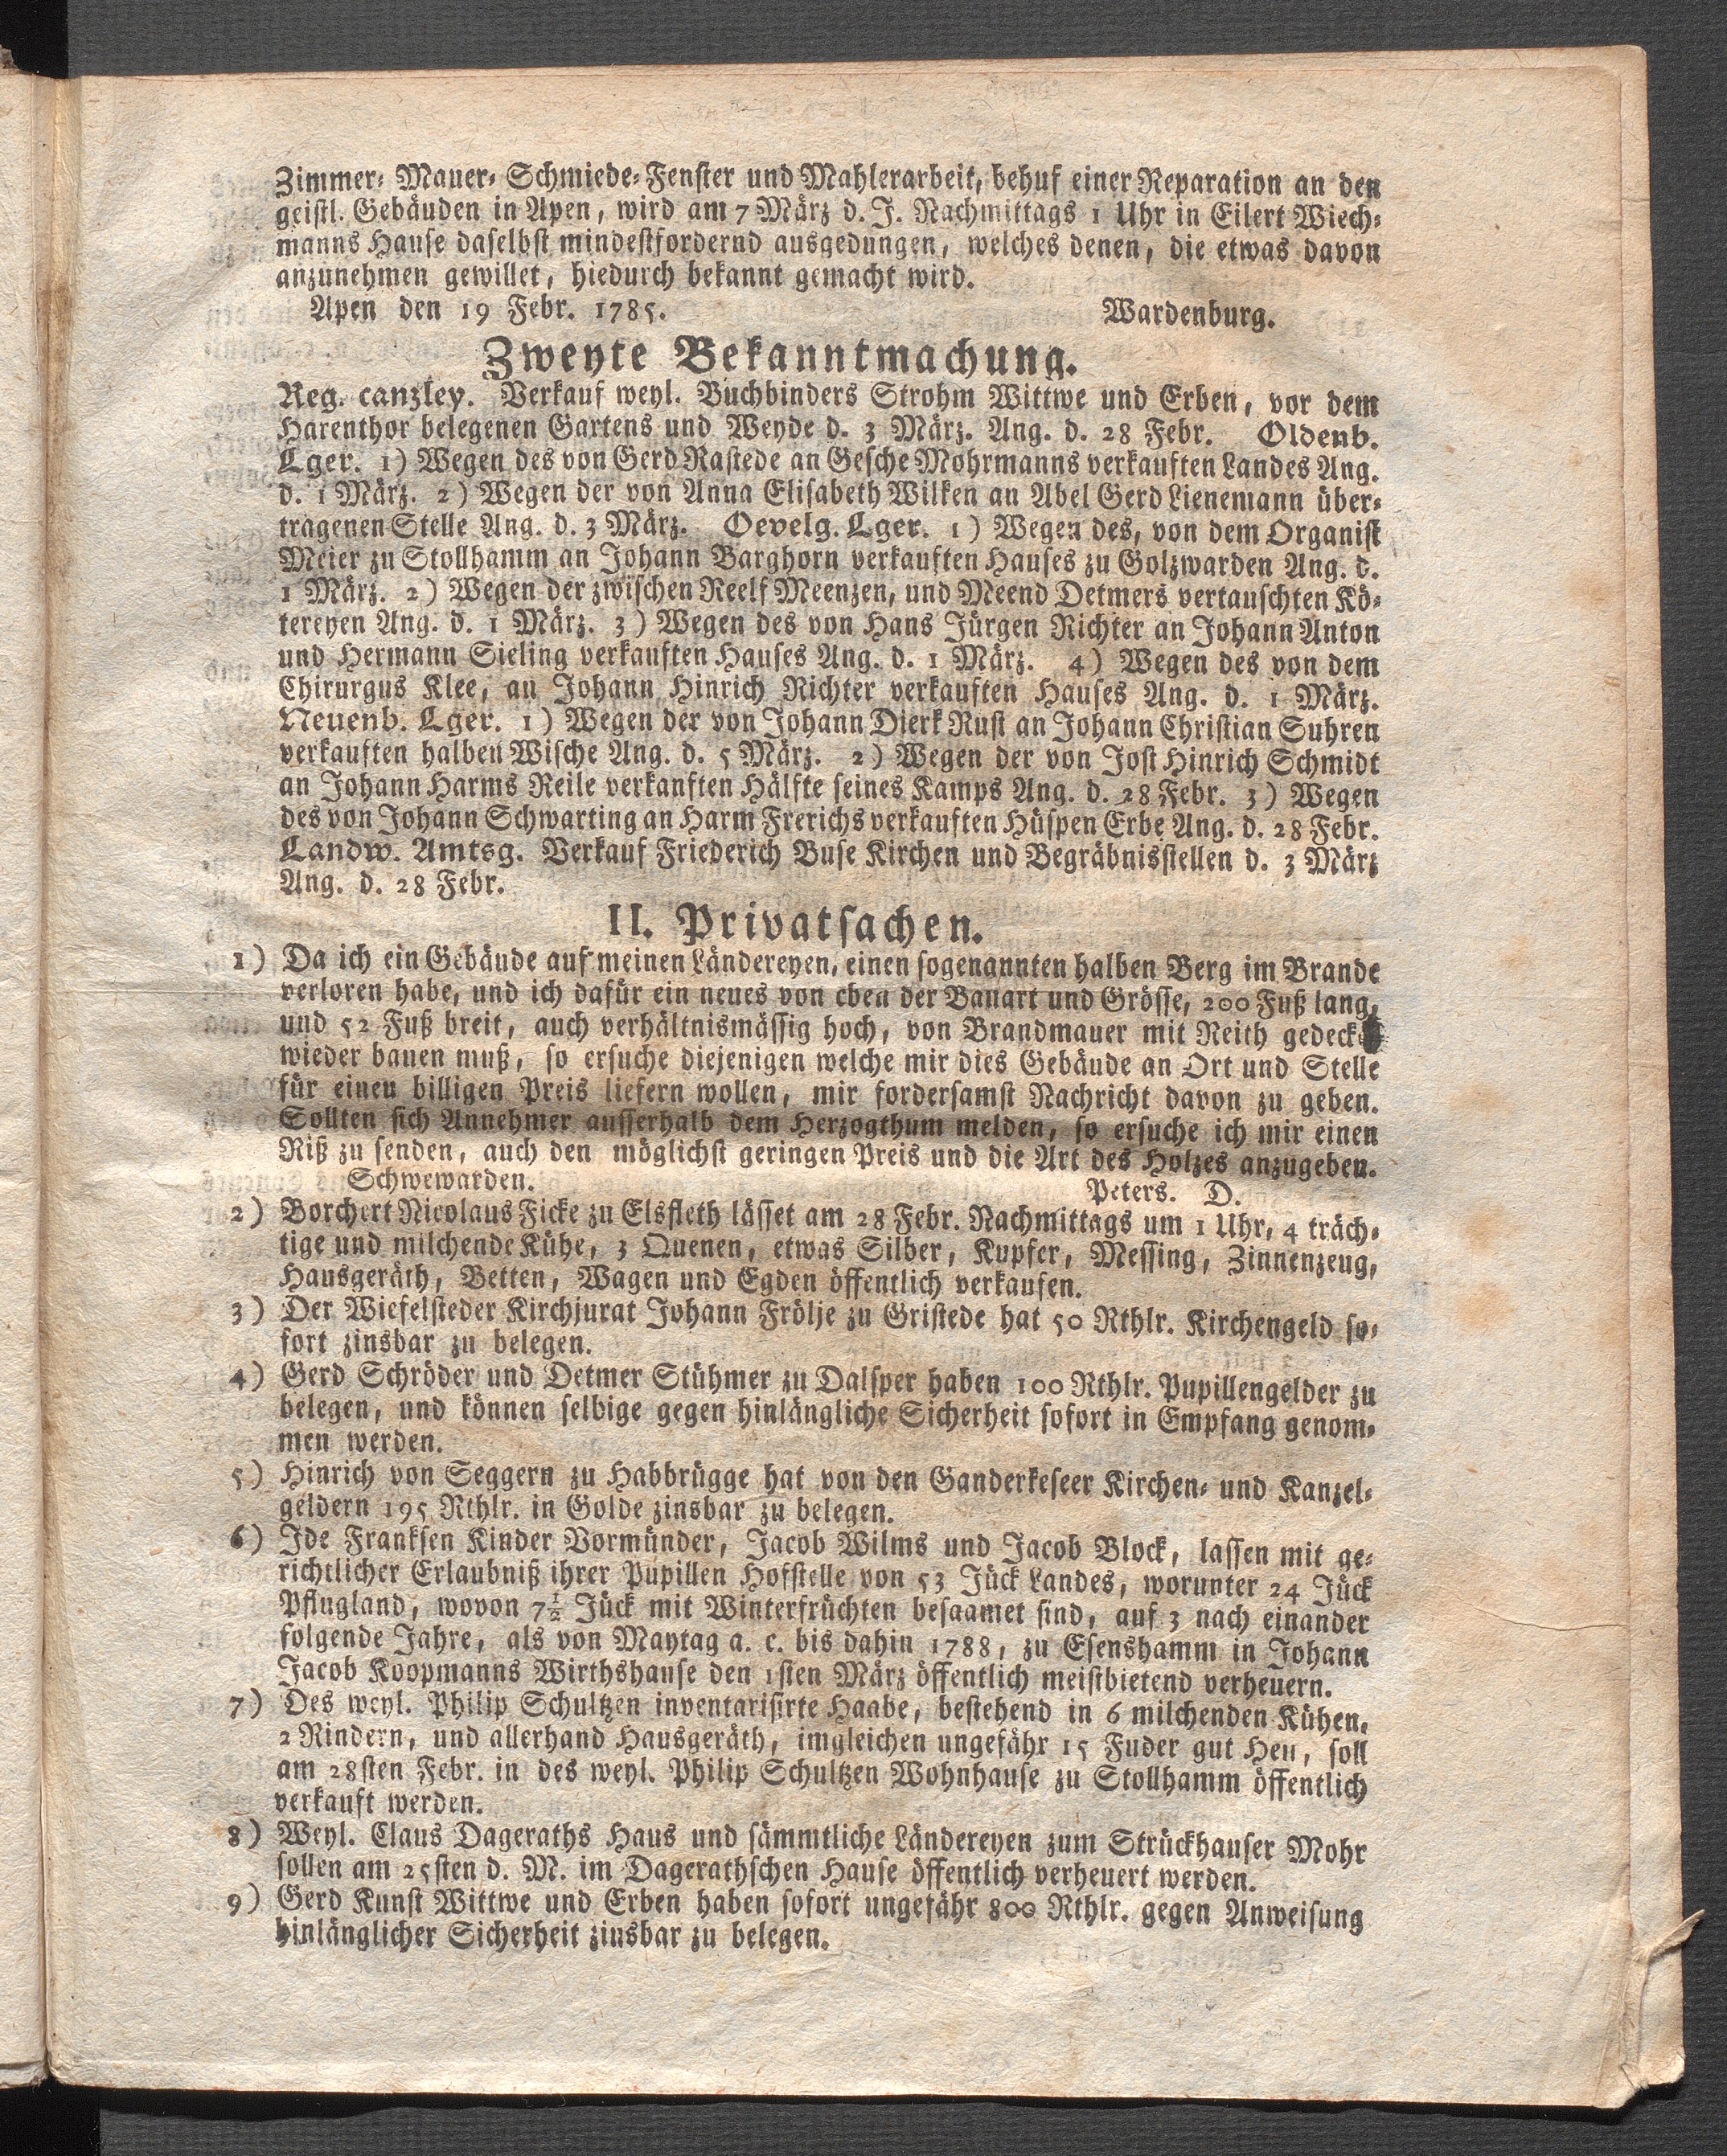 Zimmer- Mauer- Schmiede-Fenster und Mahlerarbeit, behuf einer Reparation an den
geistl. Gebäuden in Apen, wird am 7 März d. J. Nachmittags 1 Uhr in Eilert Wiech-
manns Hause daselbst mindestfordernd ausgedungen, welches denen, die etwas davon
anzunehmen gewillet, hiedurch bekannt gemacht wird.
Apen den 19 Febr. 1785. Wardenburg.
Zweyte Bekanntmachung.
Reg. canzley. Verkauf weyl. Buchbinders Strohm Wittwe und Erben, vor dem
Harenthor belegenen Gartens und Weyde d. 3 März. Ang. d. 28 Febr. Oldenb.
Lger. 1) Wegen des von Gerd Rastede an Gesche Mohrmanns verkauften Landes Ang.
d. 1 März. 2) Wegen der von Anna Elisabeth Wilken an Abel Gerd Lienemann über-
tragenen Stelle Ang. d. 3 März. Oevelg. Lger. 1) Wegen des, von dem Organist
Meier zu Stollhamm an Johann Barghorn verkauften Hauses zu Golzwarden Ang. d.
1 März. 2) Wegen der zwischen Reelf Meenzen, und Meend Detmers vertauschten Kö-
tereyen Ang. d. 1 März. 3) Wegen des von Hans Jürgen Richter an Johann Anton
und Hermann Sieling verkauften Hauses Ang. d. 1 März. 4) Wegen des von dem
Chirurgus Klee, an Johann Hinrich Richter verkauften Hauses Ang. d. 1 März.
Neuenb. Lger. 1) Wegen der von Johann Dierk Rust an Johann Christian Suhren
verkauften halben Wische Ang. d. 5 März. 2) Wegen der von Jost Hinrich Schmidt
an Johann Harms Reile verkanften Hälfte seines Kamps Ang. d. 28 Febr. 3) Wegen
des von Johann Schwarting an Harm Frerichs verkauften Hüspen Erbe Ang. d. 28 Febr.
Landw. Amtsg. Verkauf Friederich Buse Kirchen und Begräbnisstellen d. 3 März
Ang. d. 28 Febr.
II. Privatsachen.
1) Da ich ein Gebäude auf meinen Ländereyen, einen sogenannten halben Berg im Brande
verloren habe, und ich dafür ein neues von eben der Bauart und Grösse, 200 Fuß lang,
und 52 Fuß breit, auch verhältnismässig hoch, von Brandmauer mit Reith gedeckt
wieder bauen muß, so ersuche diejenigen welche mir dies Gebäude an Ort und Stelle
für einen billigen Preis liefern wollen, mir fordersamst Nachricht davon zu geben.
Sollten sich Annehmer ausserhalb dem Herzogthum melden, so ersuche ich mir einen
Riß zu senden, auch den möglichst geringen Preis und die Art des Holzes anzugeben.
Schwewarden. Peters. D.
2) Borchert Nicolaus Ficke zu Elsfleth lässet am 28 Febr. Nachmittags um 1 Uhr, 4 träch-
tige und milchende Kühe, 3 Quenen, etwas Silber, Kupfer, Messing, Zinnenzeug,
Hausgeräth, Betten, Wagen und Egden öffentlich verkaufen.
3) Der Wiefelsteder Kirchjurat Johann Frölje zu Gristede hat 50 Rthlr. Kirchengeld so-
fort zinsbar zu belegen.
4) Gerd Schröder und Detmer Stühmer zu Dalsper haben 100 Rthlr. Pupillengelder zu
belegen, und können selbige gegen hinlängliche Sicherheit sofort in Empfang genom-
men werden.
5) Hinrich von Seggern zu Habbrügge hat von den Ganderkeseer Kirchen- und Kanzel-
geldern 195 Rthlr. in Golde zinsbar zu belegen.
6) Ide Franksen Kinder Vormünder, Jacob Wilms und Jacob Block, lassen mit ge-
richtlicher Erlaubniß ihrer Pupillen Hofstelle von 53 Jück Landes, worunter 24 Jück
Pflugland, wovon 7½ Jück mit Winterfrüchten besaamet sind, auf 3 nach einander
folgende Jahre, als von Maytag a. c. bis dahin 1788, zu Esenshamm in Johann
Jacob Koopmanns Wirthshause den 1sten März öffentlich meistbietend verheuern.
7) Des weyl. Philip Schultzen inventarisirte Haabe, bestehend in 6 milchenden Kühen,
2 Rindern, und allerhand Hausgeräth, imgleichen ungefähr 15 Fuder gut Heu, soll
am 28sten Febr. in des weyl. Philip Schultzen Wohnhause zu Stollhamm öffentlich
verkauft werden.
8) Weyl. Claus Dageraths Haus und sämmtliche Ländereyen zum Strückhauser Mohr
sollen am 25sten d. M. im Dagerathschen Hause öffentlich verheuert werden.
9) Gerd Kunst Wittwe und Erben haben sofort ungefähr 800 Rthlr. gegen Anweisung
hinlänglicher Sicherheit zinsbar zu belegen.